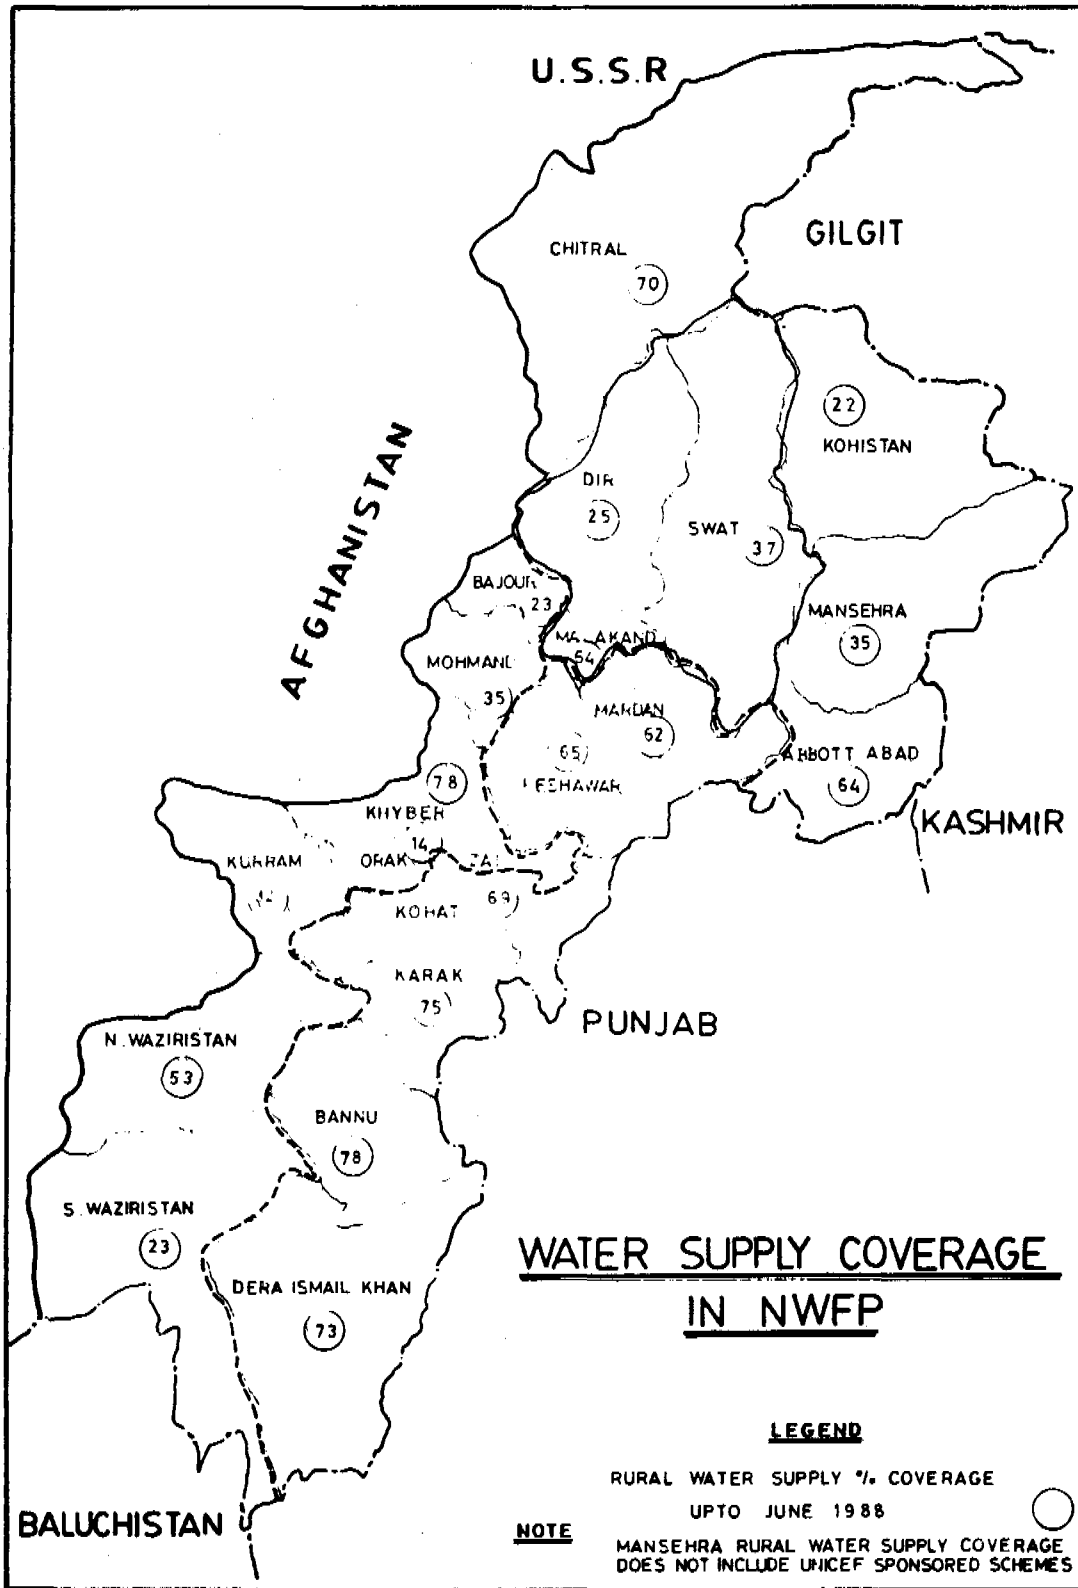 U.S.S.R
GILGIT
CHITRAL
70
22
KOHISTAN
AFGHANISTAN
DIR
25
SWAT
37
BAJOUR
23
MANSEHRA
35
MALAKAND
54
MOHMAND
35
MARDAN
62
65
PESHAWAR
ABBOTT ABAD
64
78
KHYBER
KASHMIR
14
KURRAM
ORAK ZAI
69
KOHAT
KARAK
75
PUNJAB
N. WAZIRISTAN
53
BANNU
78
S. WAZIRISTAN
23
DERA ISMAIL KHAN
73
WATER SUPPLY COVERAGE
IN NWFP
LEGEND
RURAL WATER SUPPLY % COVERAGE
UPTO JUNE 1988
BALUCHISTAN
NOTE
MANSEHRA RURAL WATER SUPPLY COVERAGE
DOES NOT INCLUDE UNICEF SPONSORED SCHEMES